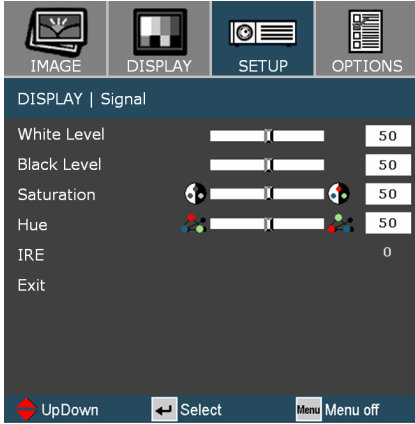 IMAGE DISPLAY SETUP OPTIONS
DISPLAY | Signal
White Level 50
Black Level 50
Saturation 50
Hue 50
IRE 0
Exit
UpDown Select Menu Menu off